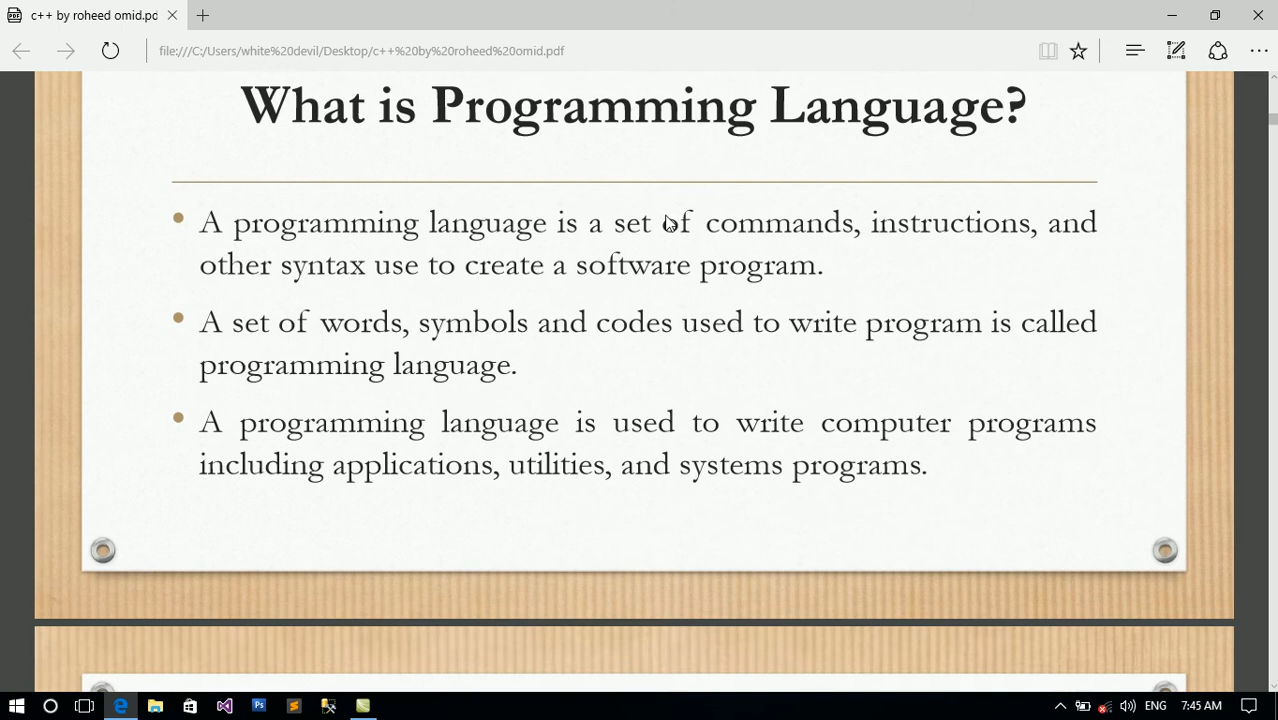 c++ by roheed omid.pd
file:///C:/Users/white%20devil/Desktop/c++%20by%20roheed%20omid.pdf
What is Programming Language?
A programming language is a set of commands, instructions, and
other syntax use to create a software program.
A set of words, symbols and codes used to write program is called
programming language.
A programming language is used to write computer programs
including applications, utilities, and systems programs.
ENG 7:45 AM